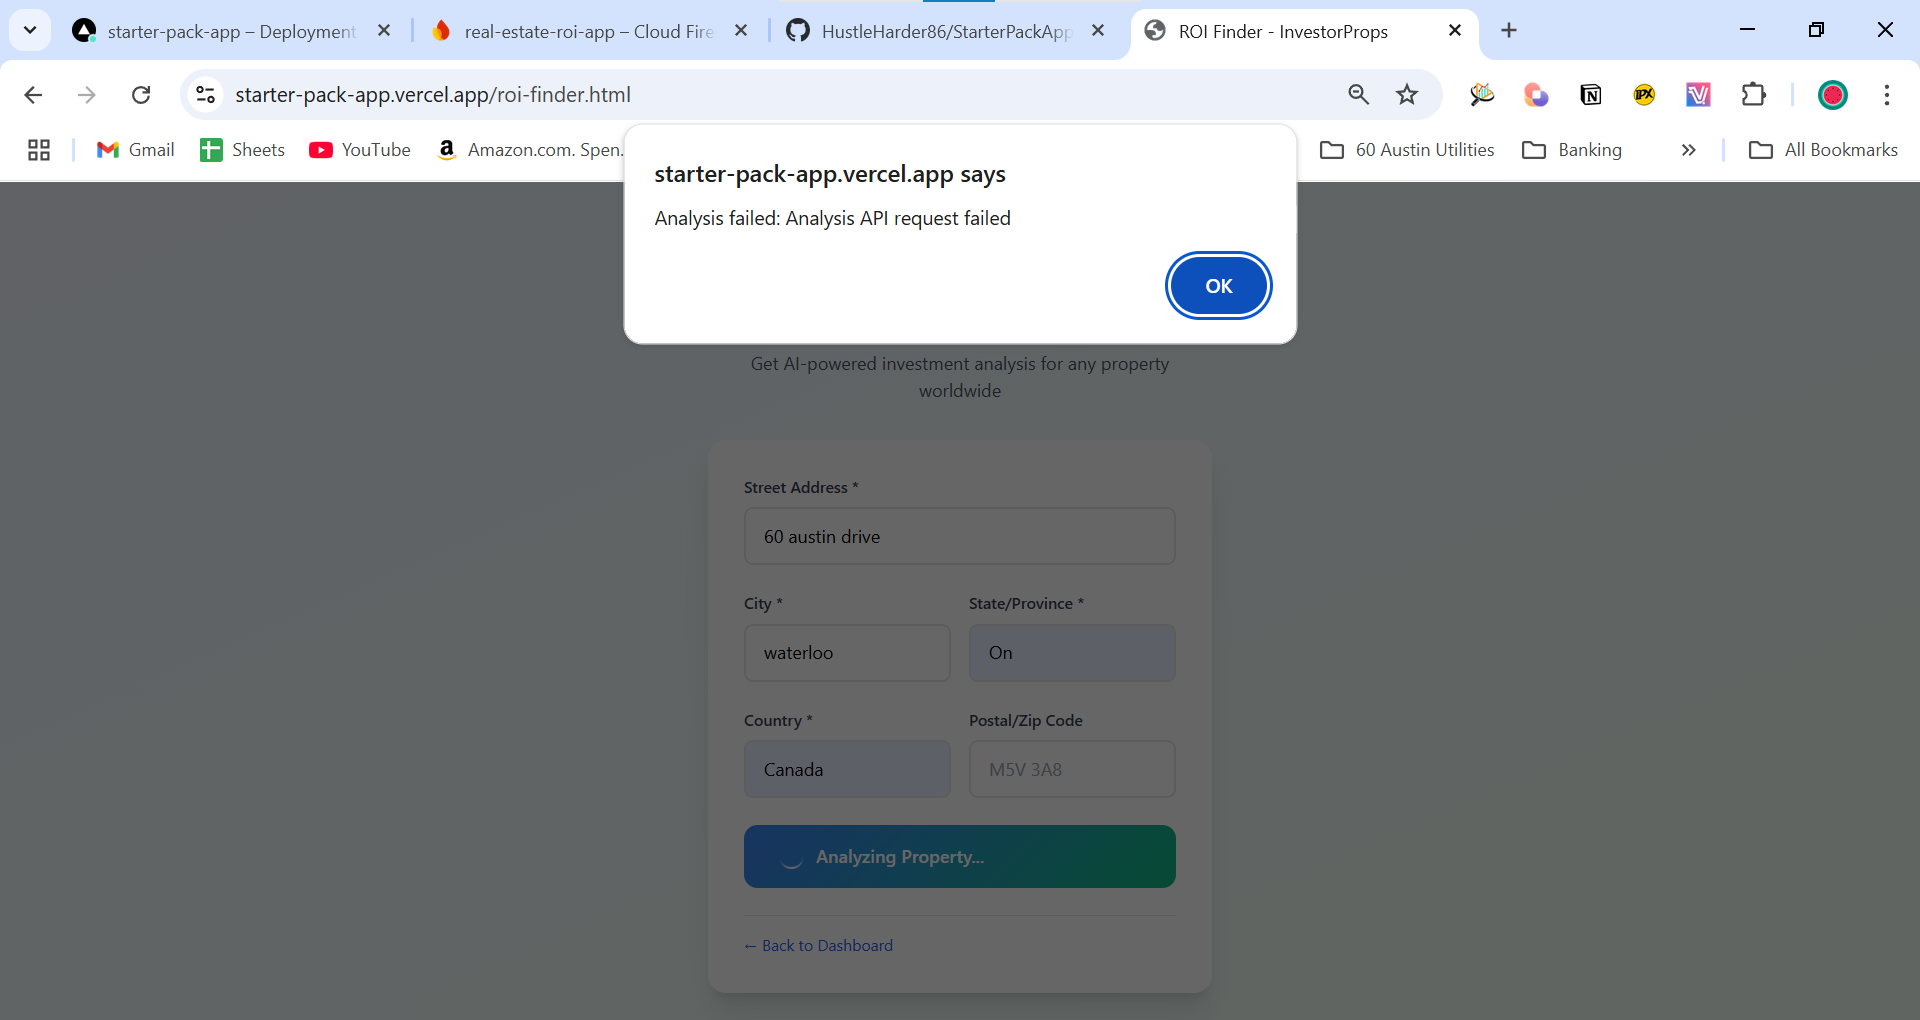 starter-pack-app – Deployment
real-estate-roi-app – Cloud Fire
HustleHarder86/StarterPackApp
ROI Finder - InvestorProps
starter-pack-app.vercel.app/roi-finder.html
Gmail
Sheets
YouTube
Amazon.com. Spen...
60 Austin Utilities
Banking
All Bookmarks
starter-pack-app.vercel.app says
Analysis failed: Analysis API request failed
OK
Get AI-powered investment analysis for any property
worldwide
Street Address *
60 austin drive
City *
State/Province *
waterloo
On
Country *
Postal/Zip Code
Canada
M5V 3A8
Analyzing Property...
← Back to Dashboard